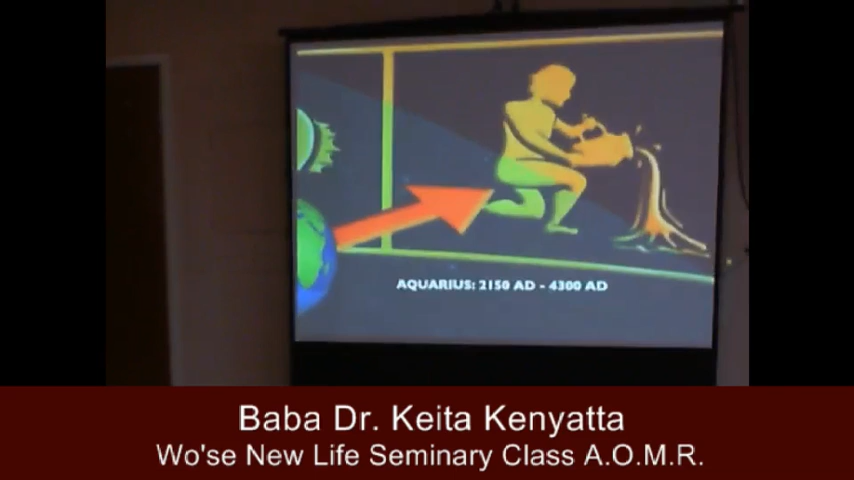 AQUARIUS: 2150 AD - 4300 AD
Baba Dr. Keita Kenyatta
Wo'se New Life Seminary Class A.O.M.R.